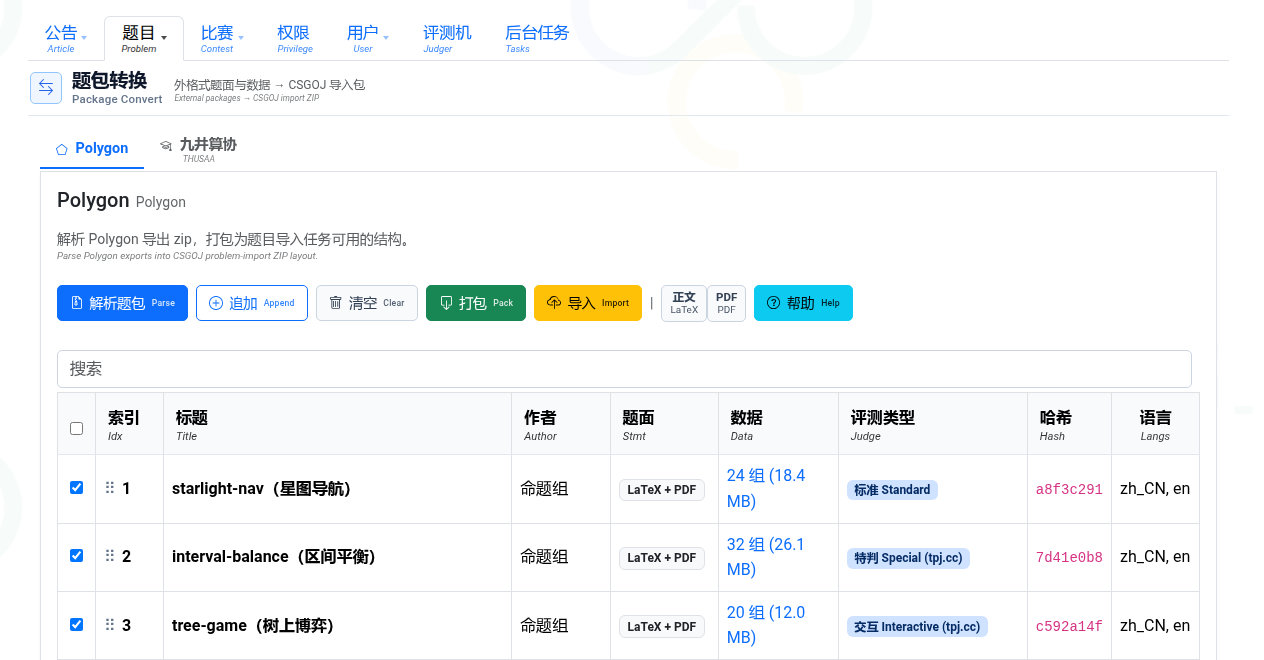 公告 题目 比赛 权限 用户 评测机 后台任务
Article Problem Contest Privilege User Judger Tasks
题包转换 外格式题面与数据 → CSGOJ 导入包
Package Convert External packages → CSGOJ import ZIP
Polygon 九井算协
THUSAA
Polygon Polygon
解析 Polygon 导出 zip，打包为题目导入任务可用的结构。
Parse Polygon exports into CSGOJ problem-import ZIP layout.
解析题包 Parse 追加 Append 清空 Clear 打包 Pack 导入 Import | 正文 PDF 帮助 Help
LaTeX PDF
搜索
索引 标题 作者 题面 数据 评测类型 哈希 语言
Idx Title Author Stmt Data Judge Hash Langs
1 starlight-nav（星图导航） 命题组 LaTeX + PDF 24 组 (18.4 标准 Standard a8f3c291 zh_CN, en
MB)
2 interval-balance（区间平衡） 命题组 LaTeX + PDF 32 组 (26.1 特判 Special (tpj.cc) 7d41e0b8 zh_CN, en
MB)
3 tree-game（树上博弈） 命题组 LaTeX + PDF 20 组 (12.0 交互 Interactive (tpj.cc) c592a14f zh_CN, en
MB)